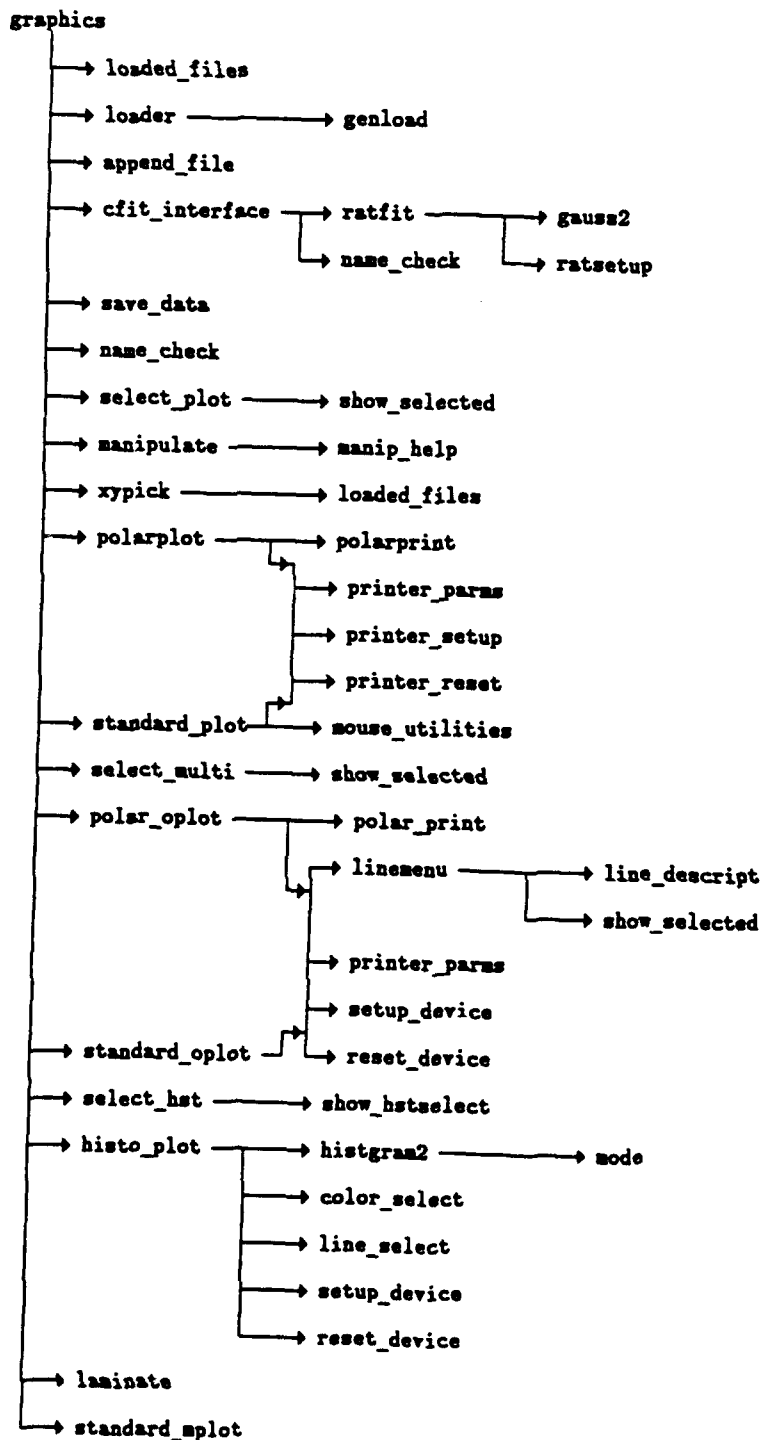 graphics
loaded_files
loader genload
append_file
cfit_interface ratfit gauss2
name_check ratsetup
save_data
name_check
select_plot show_selected
manipulate manip_help
xypick loaded_files
polarplot polarprint
printer_parms
printer_setup
printer_reset
standard_plot mouse_utilities
select_multi show_selected
polar_oplot polar_print
linemenu line_descript
show_selected
printer_parms
setup_device
standard_oplot reset_device
select_hst show_hstselect
histo_plot histgram2 mode
color_select
line_select
setup_device
reset_device
laminate
standard_mplot